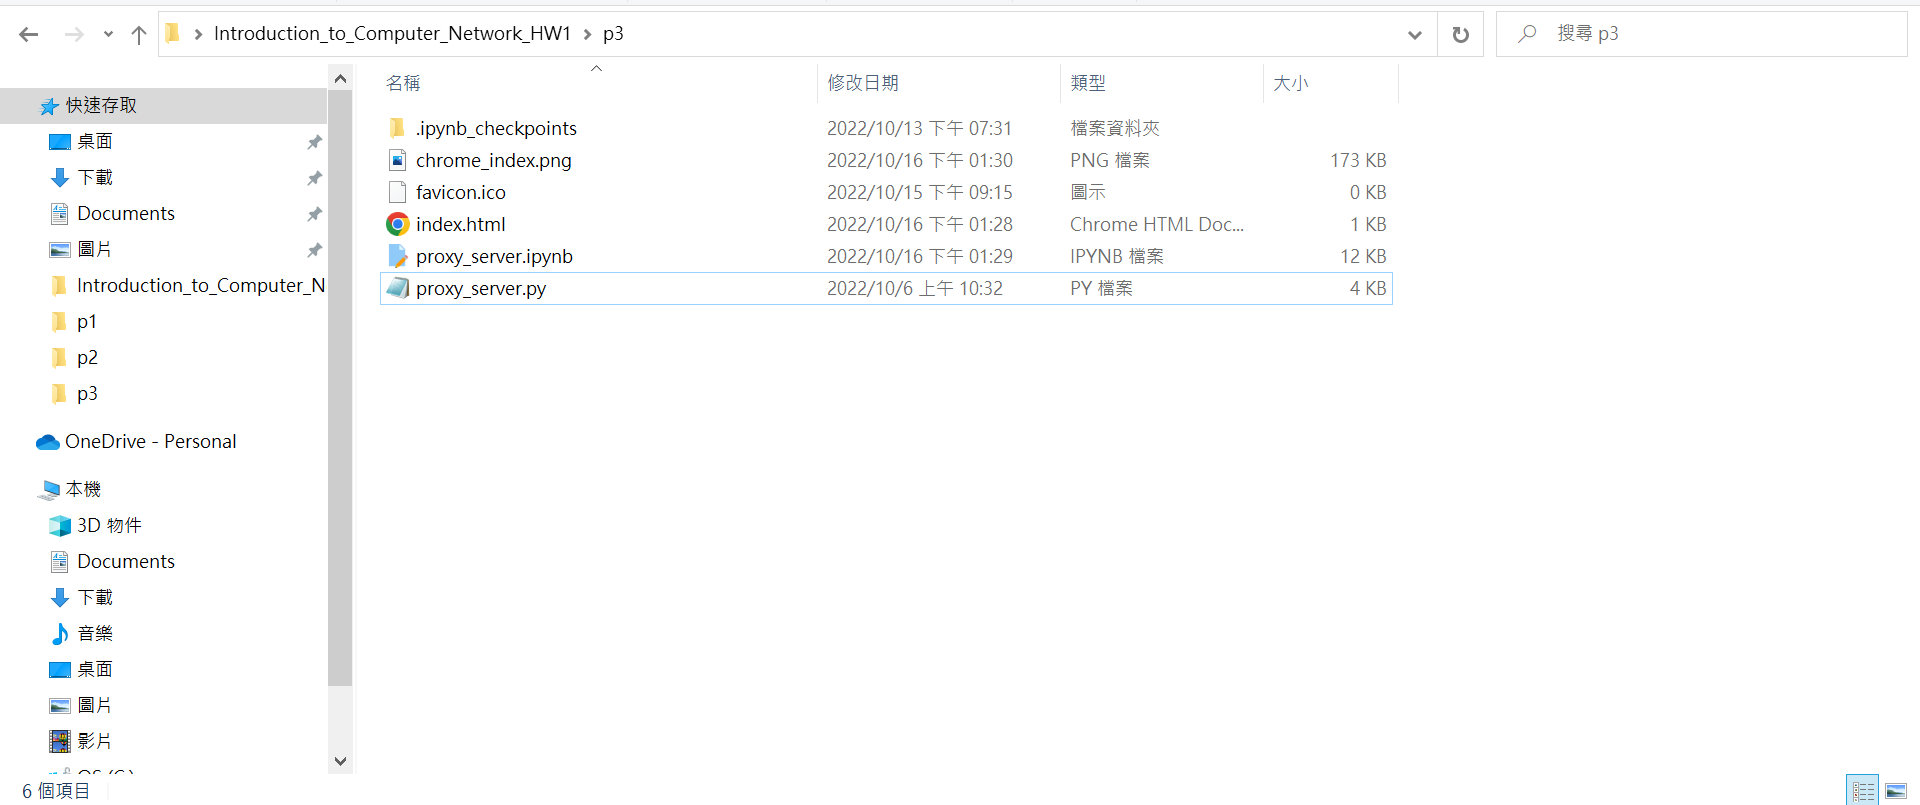 Introduction_to_Computer_Network_HW1 > p3
搜尋 p3
名稱 修改日期 類型 大小
.ipynb_checkpoints 2022/10/13 下午 07:31 檔案資料夾
chrome_index.png 2022/10/16 下午 01:30 PNG 檔案 173 KB
favicon.ico 2022/10/15 下午 09:15 圖示 0 KB
index.html 2022/10/16 下午 01:28 Chrome HTML Doc... 1 KB
proxy_server.ipynb 2022/10/16 下午 01:29 IPYNB 檔案 12 KB
proxy_server.py 2022/10/6 上午 10:32 PY 檔案 4 KB
快速存取
桌面
下載
Documents
圖片
Introduction_to_Computer_N
p1
p2
p3
OneDrive - Personal
本機
3D 物件
Documents
下載
音樂
桌面
圖片
影片
6 個項目